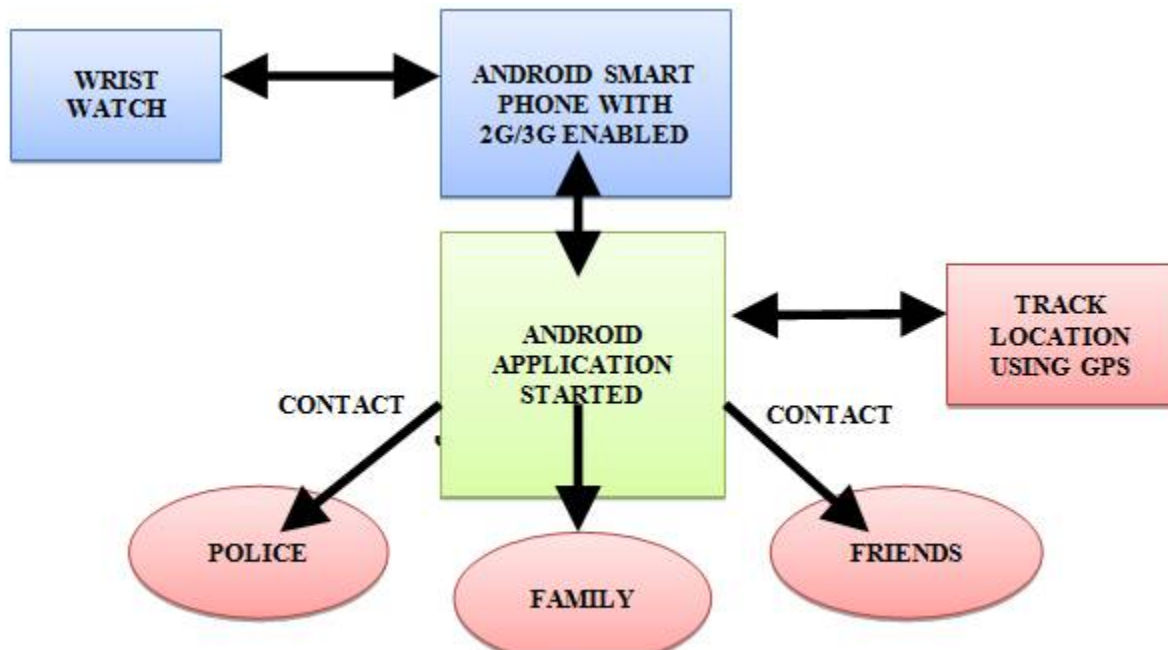 WRIST
WATCH
ANDROID SMART
PHONE WITH
2G/3G ENABLED
ANDROID
APPLICATION
STARTED
TRACK
LOCATION
USING GPS
CONTACT
CONTACT
POLICE
FAMILY
FRIENDS